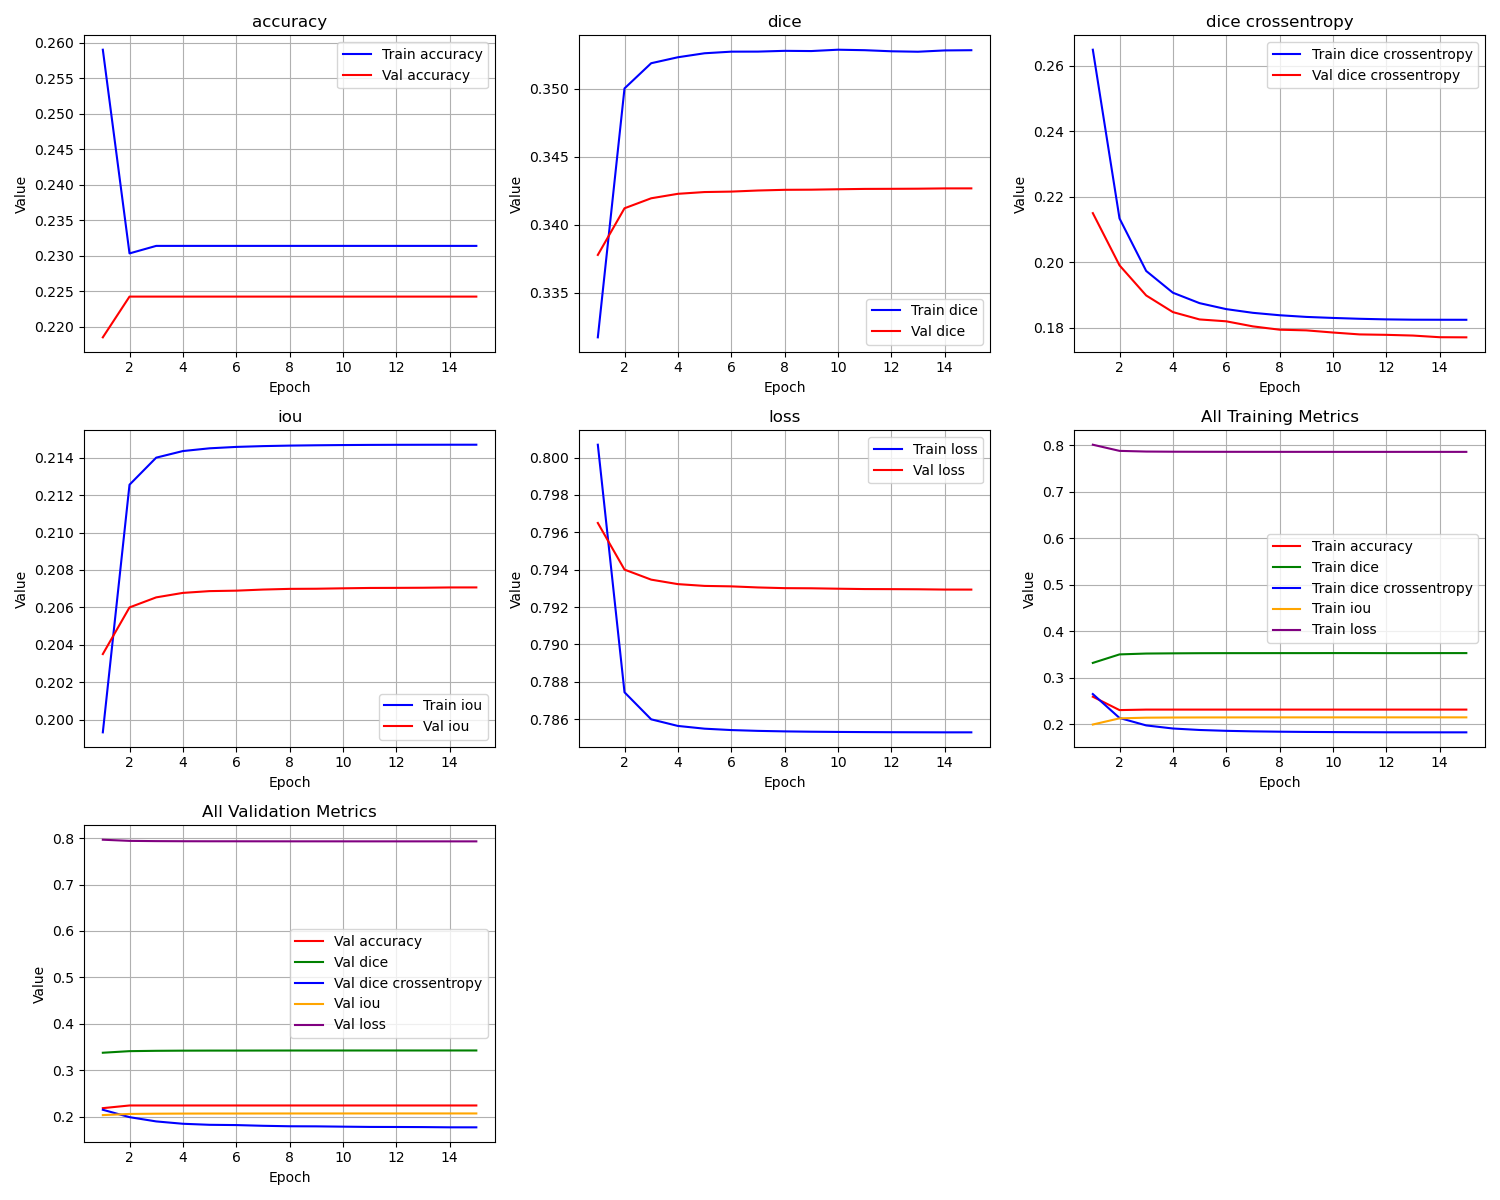 accuracy
0.260
0.255
0.250
0.245
0.240
0.235
0.230
0.225
0.220
Value
2 4 6 8 10 12 14
Epoch
Train accuracy
Val accuracy
dice
0.350
0.345
0.340
0.335
Value
2 4 6 8 10 12 14
Epoch
Train dice
Val dice
dice crossentropy
0.26
0.24
0.22
0.20
0.18
Value
2 4 6 8 10 12 14
Epoch
Train dice crossentropy
Val dice crossentropy
iou
0.214
0.212
0.210
0.208
0.206
0.204
0.202
0.200
Value
2 4 6 8 10 12 14
Epoch
Train iou
Val iou
loss
0.800
0.798
0.796
0.794
0.792
0.790
0.788
0.786
Value
2 4 6 8 10 12 14
Epoch
Train loss
Val loss
All Training Metrics
0.8
0.7
0.6
0.5
0.4
0.3
0.2
Value
2 4 6 8 10 12 14
Epoch
Train accuracy
Train dice
Train dice crossentropy
Train iou
Train loss
All Validation Metrics
0.8
0.7
0.6
0.5
0.4
0.3
0.2
Value
2 4 6 8 10 12 14
Epoch
Val accuracy
Val dice
Val dice crossentropy
Val iou
Val loss